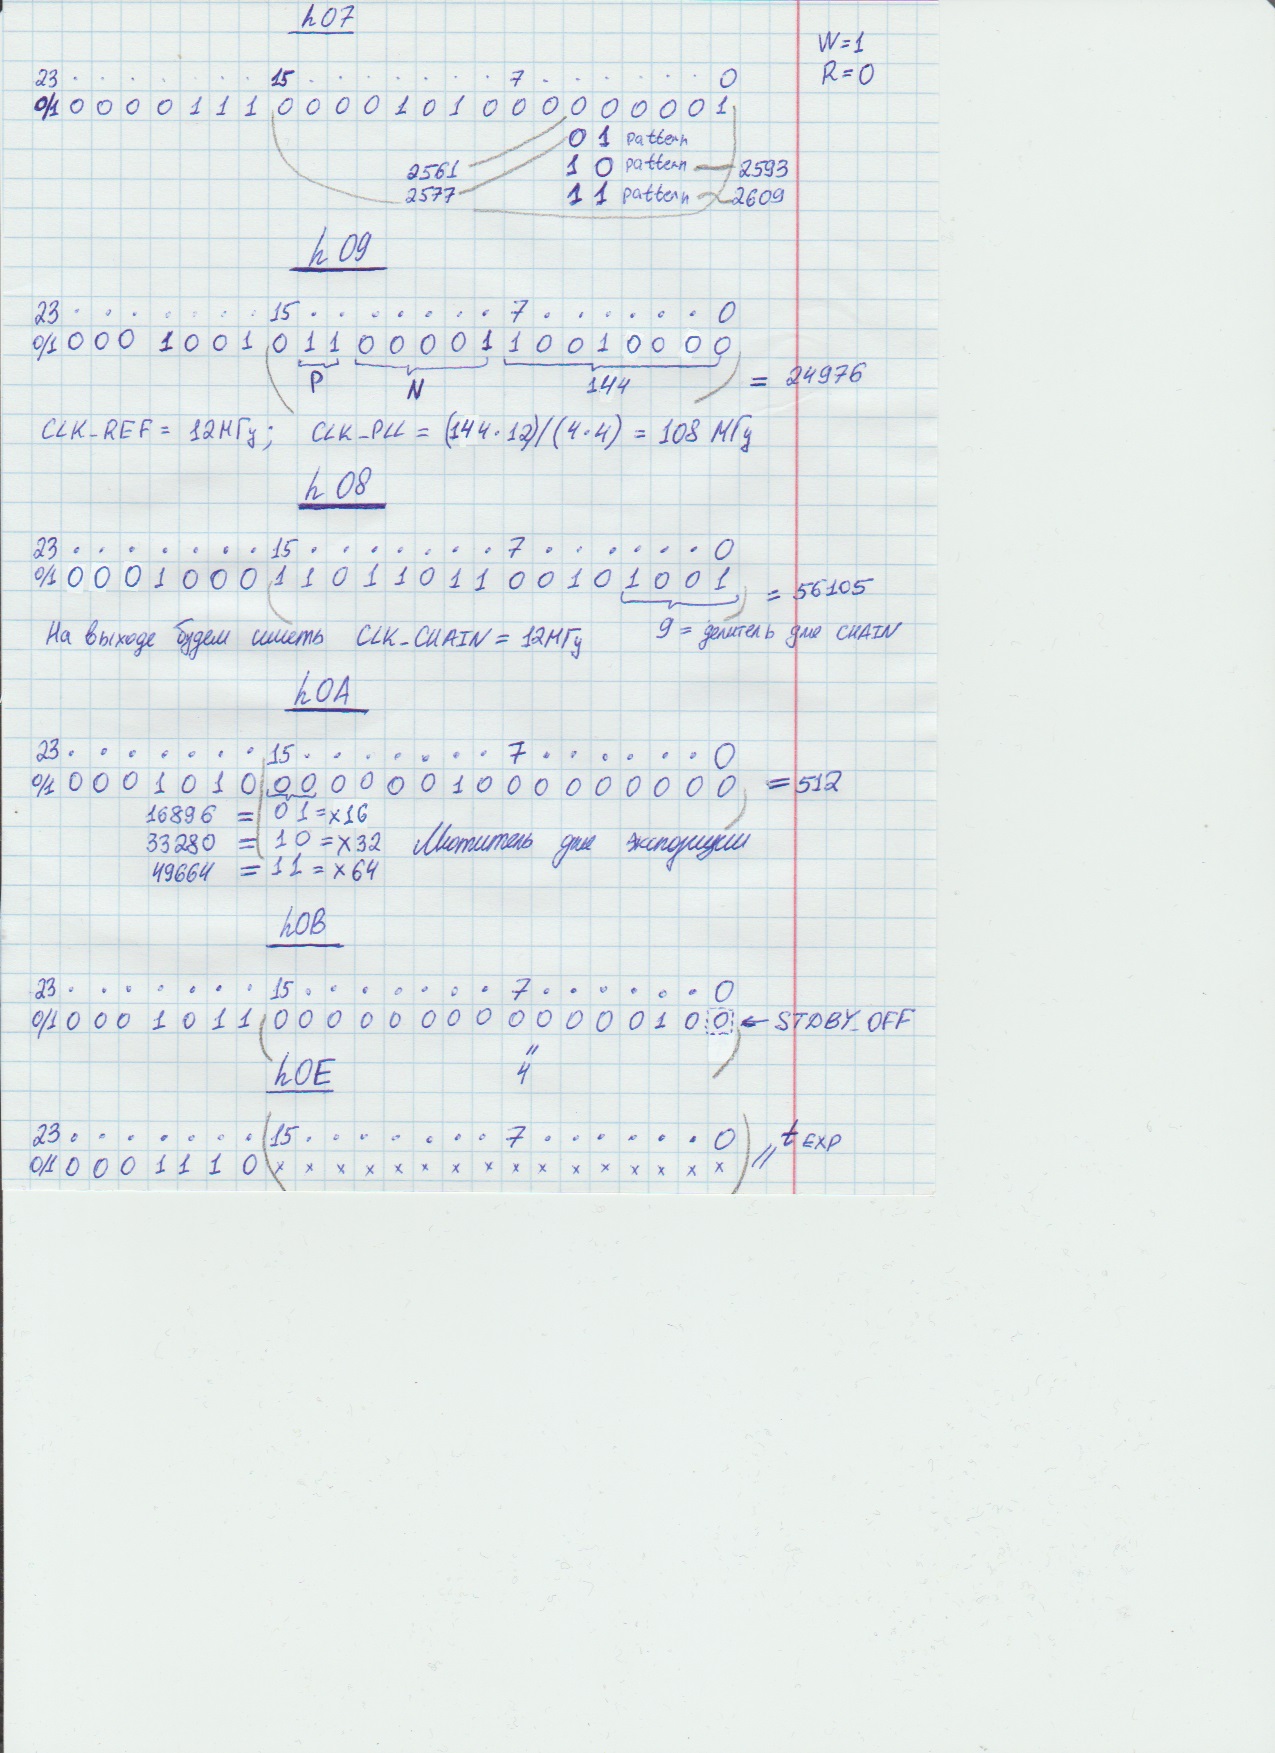 h07
W=1
R=0
23 . . . . . . . 15 . . . . . . . 7 . . . . . . 0
0/1 0 0 0 0 1 1 1 0 0 0 0 1 0 1 0 0 0 0 0 0 0 0 1
0 1 pattern
2561 1 0 pattern 2593
2577 1 1 pattern 2609
h 09
23 . . . . . . . 15 . . . . . . . 7 . . . . . . 0
0/1 0 0 0 1 0 0 1 0 1 1 0 0 0 0 1 1 0 0 1 0 0 0 0
P N 144 = 24976
CLK_REF = 12МГц; CLK_PLL = (144·12)/(4·4) = 108 МГц
h 08
23 . . . . . . . 15 . . . . . . . 7 . . . . . . 0
0/1 0 0 0 1 0 0 0 1 1 0 1 1 0 1 1 0 0 1 0 1 0 0 1 = 56105
На выходе будем иметь CLK_CHAIN = 12МГц 9 = делитель для CHAIN
h0A
23 . . . . . . . 15 . . . . . . . 7 . . . . . . 0
0/1 0 0 0 1 0 1 0 0 0 0 0 0 0 1 0 0 0 0 0 0 0 0 0 = 512
16896 = 0 1 = x16
33280 = 1 0 = x32 для экспозиции
49664 = 1 1 = x64
h0B
23 . . . . . . . 15 . . . . . . . 7 . . . . . . 0
0/1 0 0 0 1 0 1 1 0 0 0 0 0 0 0 0 0 0 0 0 0 1 0 0 ← STDBY_OFF
"
4
h0E
23 . . . . . . . 15 . . . . . . . 7 . . . . . . 0
0/1 0 0 0 1 1 1 0 x x x x x x x x x x x x x x x x // t EXP